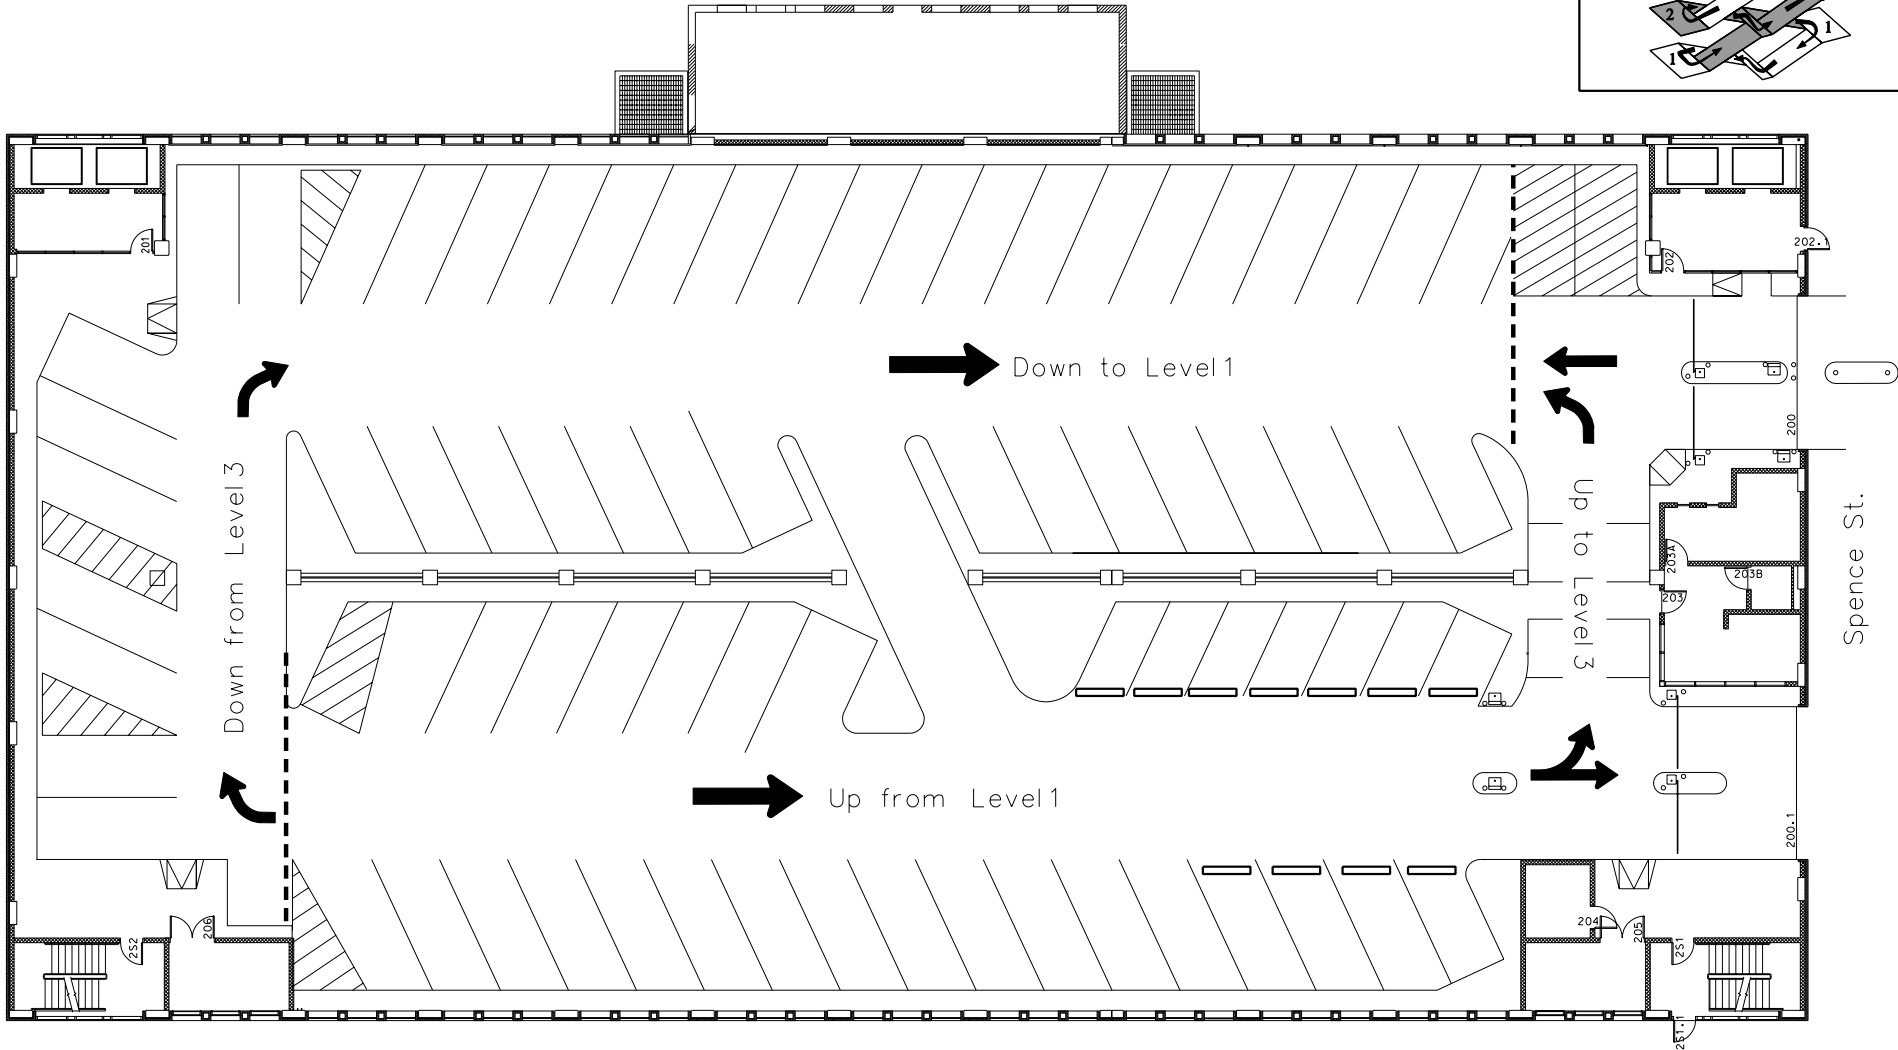 2
1
1
201
202
202.1
Down to Level 1
200
Down from Level 3
Up to Level 3
Spence St.
203A
203B
203
Up from Level 1
200.1
206
2S2
204
205
2S1
2S1.1